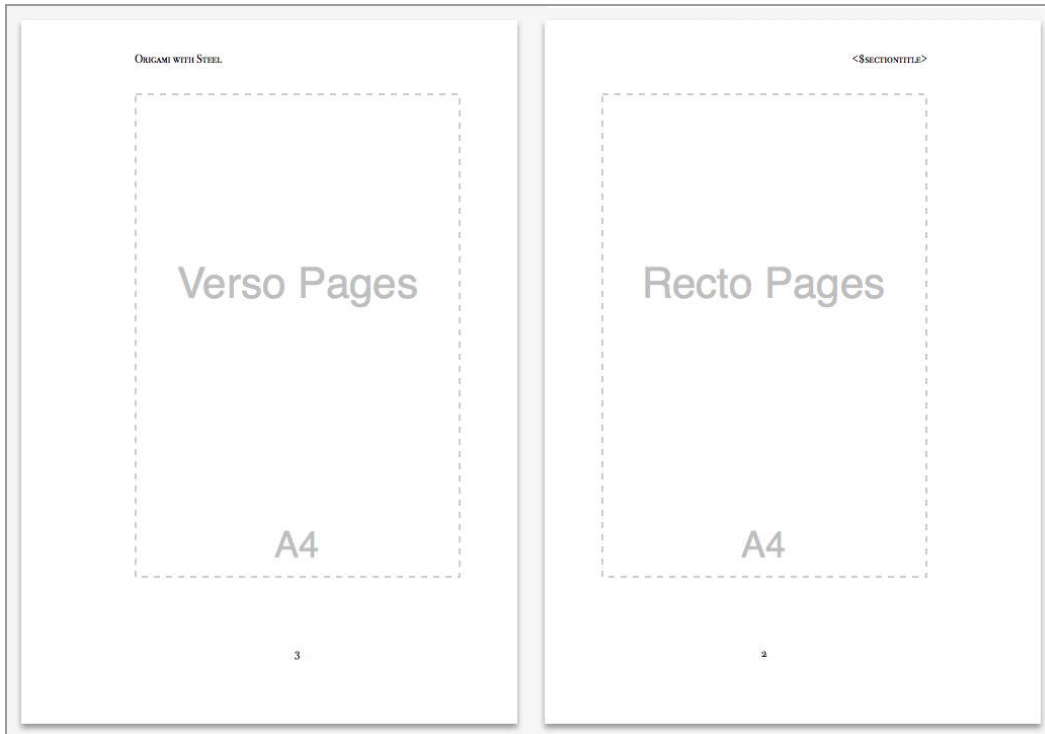 Origami with Steel
<$sectiontitle>
Verso Pages
Recto Pages
A4
A4
3
2